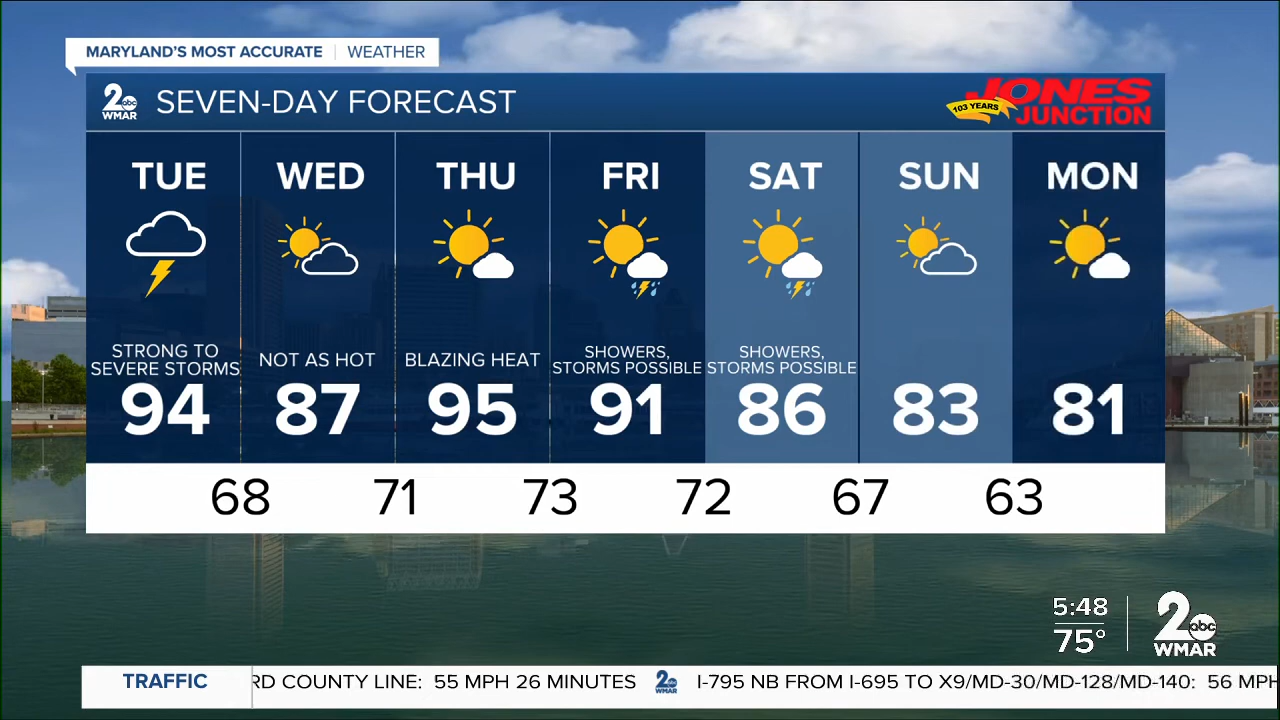 MARYLAND'S MOST ACCURATE | WEATHER
2 abc WMAR
SEVEN-DAY FORECAST
103 YEARS
JONES JUNCTION
TUE WED THU FRI SAT SUN MON
STRONG TO SEVERE STORMS
NOT AS HOT
BLAZING HEAT
SHOWERS, STORMS POSSIBLE
SHOWERS, STORMS POSSIBLE
94 87 95 91 86 83 81
68 71 73 72 67 63
5:48
75°
2 abc WMAR
TRAFFIC
RD COUNTY LINE: 55 MPH 26 MINUTES 2 abc WMAR I-795 NB FROM I-695 TO X9/MD-30/MD-128/MD-140: 56 MPH